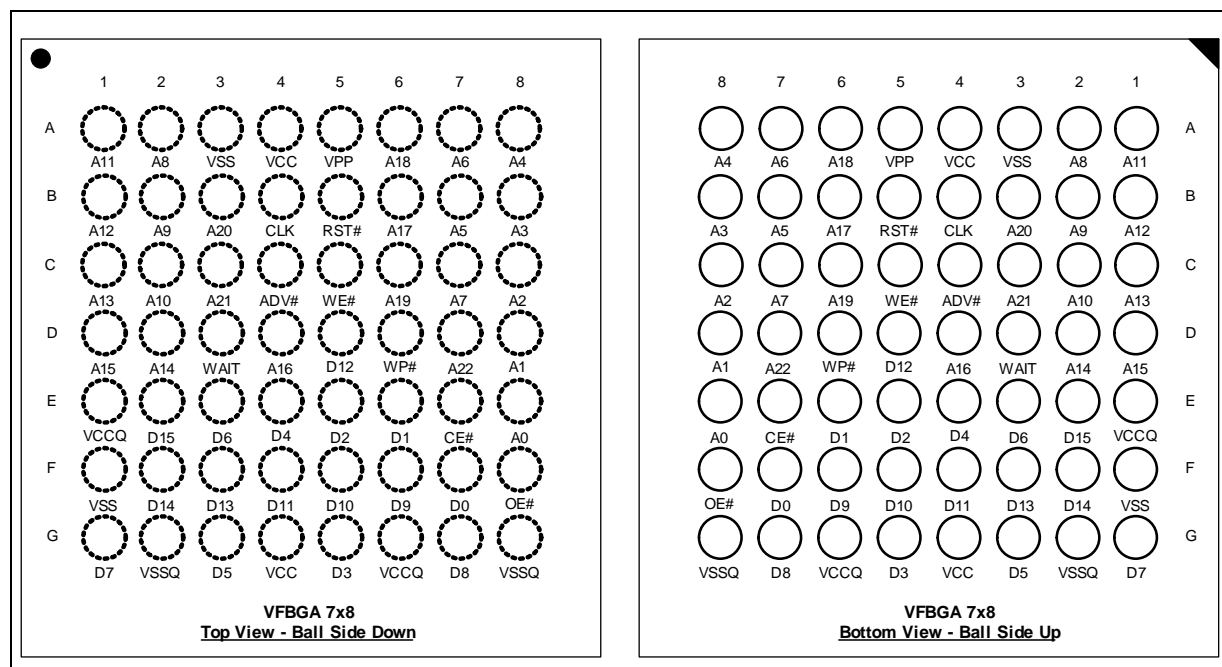 1 2 3 4 5 6 7 8
A
A11 A8 VSS VCC VPP A18 A6 A4
B
A12 A9 A20 CLK RST# A17 A5 A3
C
A13 A10 A21 ADV# WE# A19 A7 A2
D
A15 A14 WAIT A16 D12 WP# A22 A1
E
VCCQ D15 D6 D4 D2 D1 CE# A0
F
VSS D14 D13 D11 D10 D9 D0 OE#
G
D7 VSSQ D5 VCC D3 VCCQ D8 VSSQ
VFBGA 7x8
Top View - Ball Side Down
8 7 6 5 4 3 2 1
A
A4 A6 A18 VPP VCC VSS A8 A11
B
A3 A5 A17 RST# CLK A20 A9 A12
C
A2 A7 A19 WE# ADV# A21 A10 A13
D
A1 A22 WP# D12 A16 WAIT A14 A15
E
A0 CE# D1 D2 D4 D6 D15 VCCQ
F
OE# D0 D9 D10 D11 D13 D14 VSS
G
VSSQ D8 VCCQ D3 VCC D5 VSSQ D7
VFBGA 7x8
Bottom View - Ball Side Up